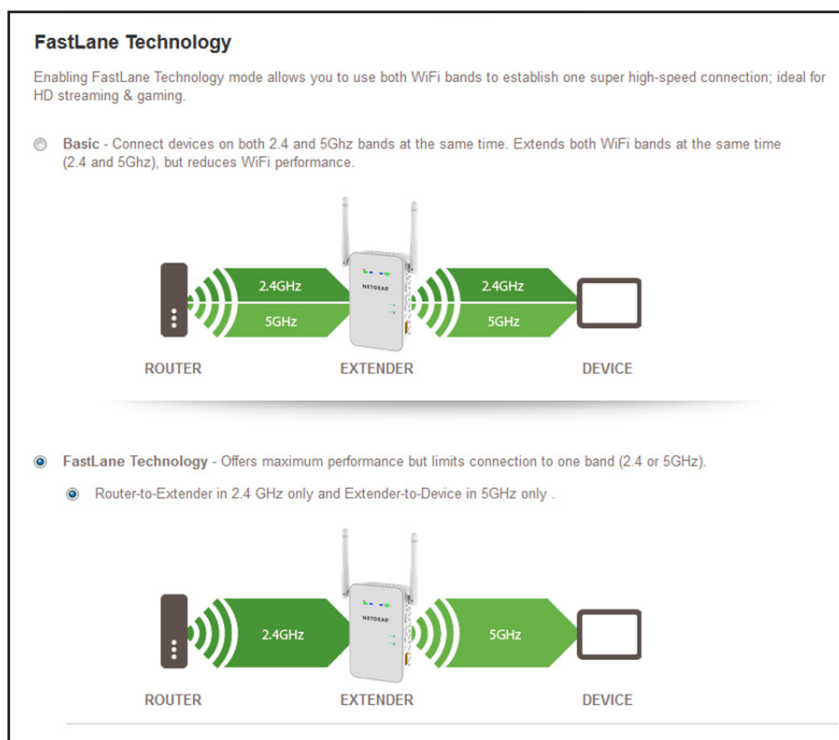 FastLane Technology
Enabling FastLane Technology mode allows you to use both WiFi bands to establish one super high-speed connection; ideal for
HD streaming & gaming.
Basic - Connect devices on both 2.4 and 5Ghz bands at the same time. Extends both WiFi bands at the same time
(2.4 and 5Ghz), but reduces WiFi performance.
2.4GHz
5GHz
NETGEAR
2.4GHz
5GHz
ROUTER
EXTENDER
DEVICE
FastLane Technology - Offers maximum performance but limits connection to one band (2.4 or 5GHz).
Router-to-Extender in 2.4 GHz only and Extender-to-Device in 5GHz only .
2.4GHz
NETGEAR
5GHz
ROUTER
EXTENDER
DEVICE